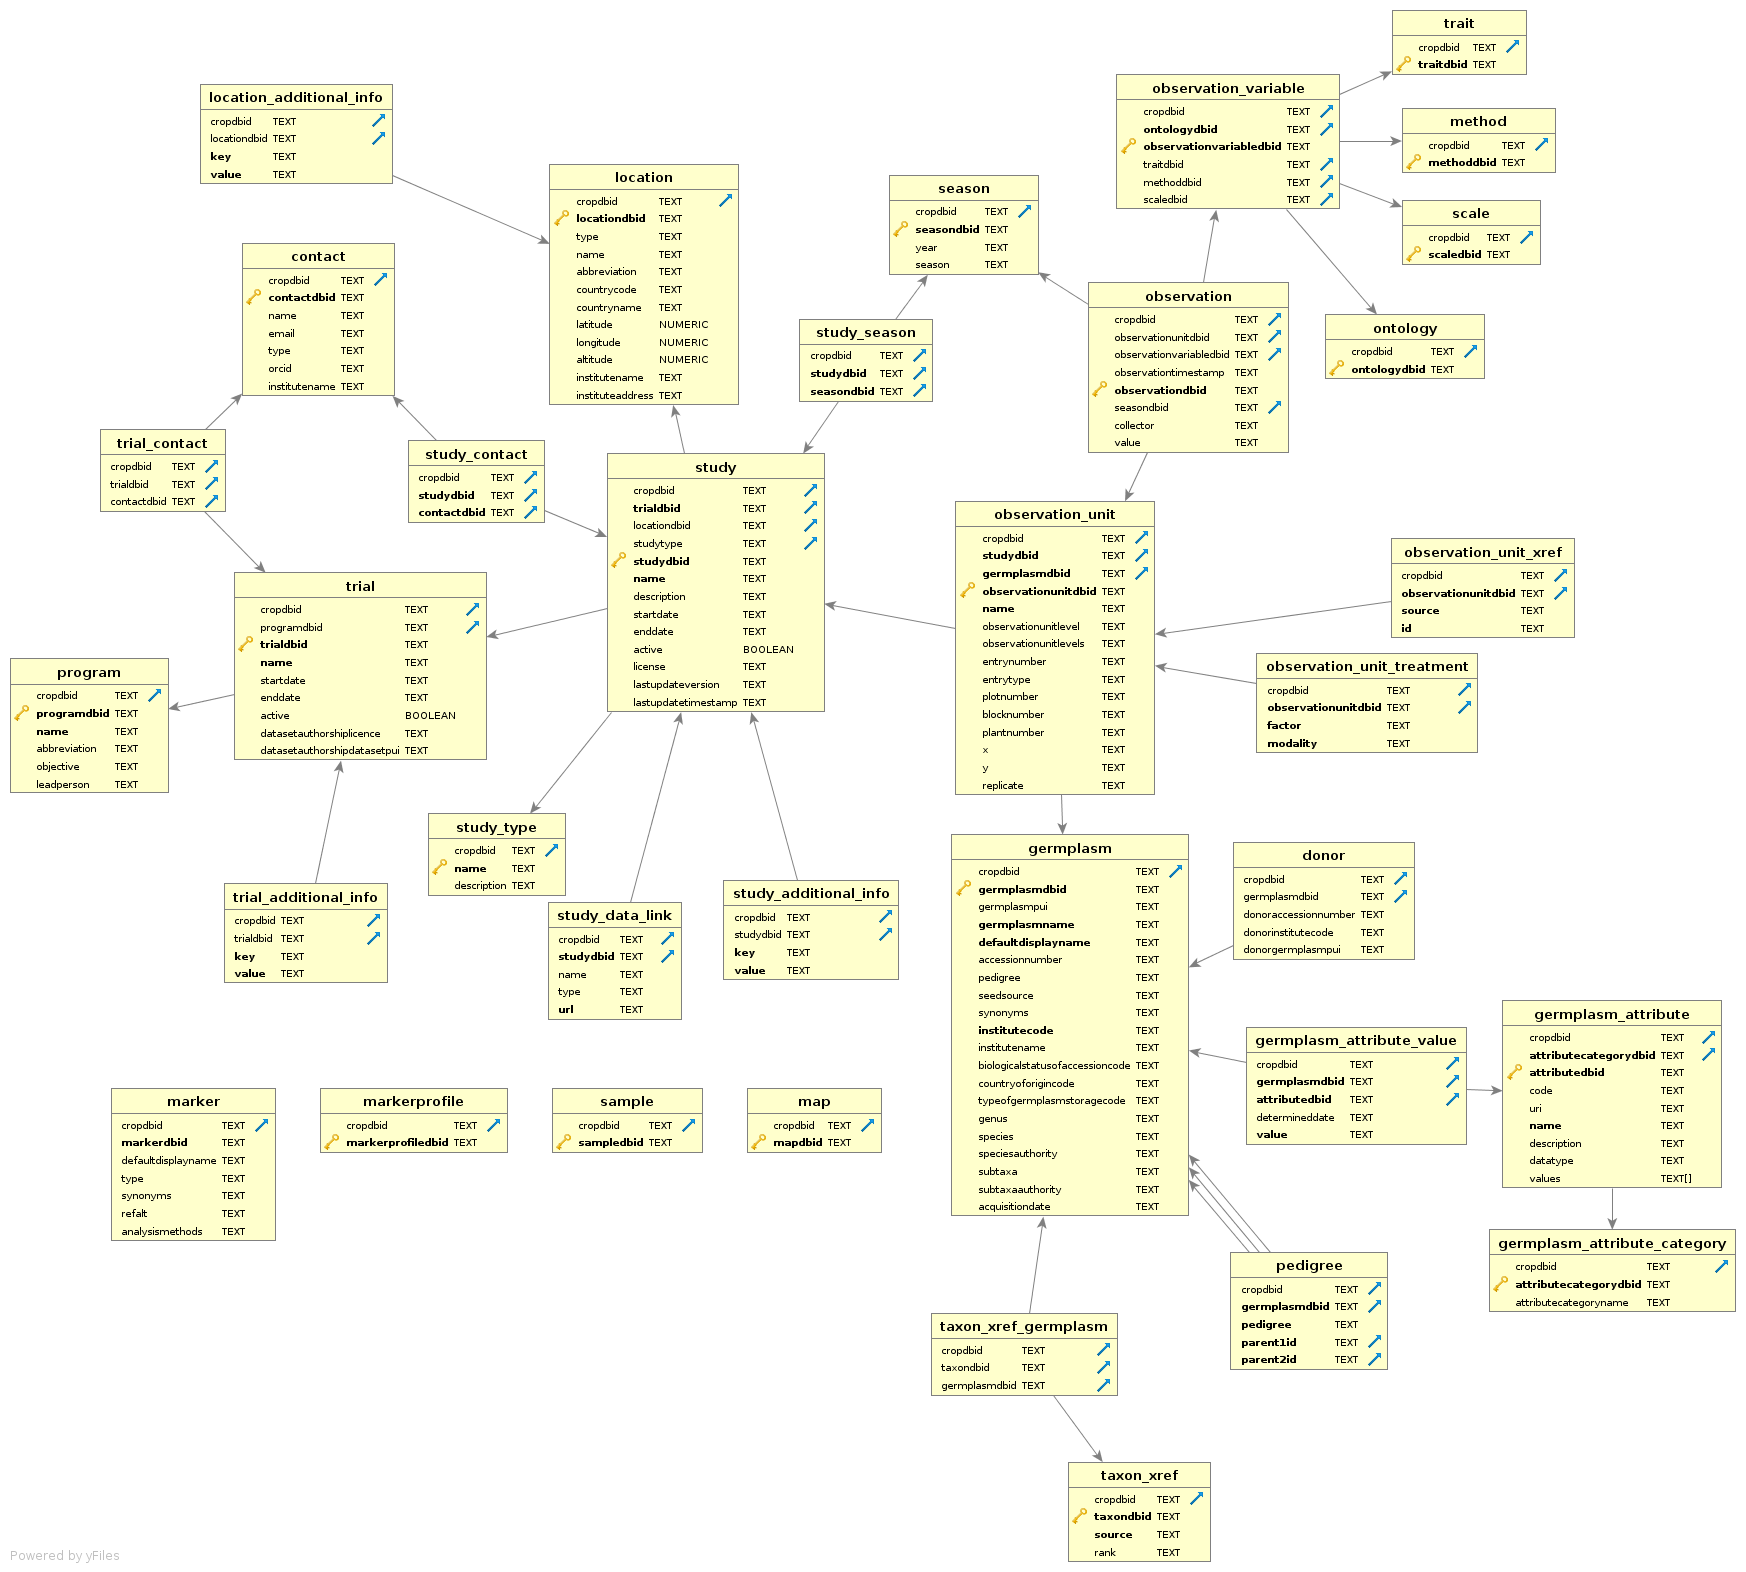 trait
cropdbid TEXT
traitdbid TEXT
observation_variable
cropdbid TEXT
ontologydbid TEXT
observationvariabledbid TEXT
traitdbid TEXT
methoddbid TEXT
scaledbid TEXT
method
cropdbid TEXT
methoddbid TEXT
scale
cropdbid TEXT
scaledbid TEXT
location_additional_info
cropdbid TEXT
locationdbid TEXT
key TEXT
value TEXT
location
cropdbid TEXT
locationdbid TEXT
type TEXT
name TEXT
abbreviation TEXT
countrycode TEXT
countryname TEXT
latitude NUMERIC
longitude NUMERIC
altitude NUMERIC
institutename TEXT
instituteaddress TEXT
season
cropdbid TEXT
seasondbid TEXT
year TEXT
season TEXT
contact
cropdbid TEXT
contactdbid TEXT
name TEXT
email TEXT
type TEXT
orcid TEXT
institutename TEXT
observation
cropdbid TEXT
observationunitdbid TEXT
observationvariabledbid TEXT
observationtimestamp TEXT
observationdbid TEXT
seasondbid TEXT
collector TEXT
value TEXT
ontology
cropdbid TEXT
ontologydbid TEXT
study_season
cropdbid TEXT
studydbid TEXT
seasondbid TEXT
trial_contact
cropdbid TEXT
trialdbid TEXT
contactdbid TEXT
study_contact
cropdbid TEXT
studydbid TEXT
contactdbid TEXT
study
cropdbid TEXT
trialdbid TEXT
locationdbid TEXT
studytype TEXT
studydbid TEXT
name TEXT
description TEXT
startdate TEXT
enddate TEXT
active BOOLEAN
license TEXT
lastupdateversion TEXT
lastupdatetimestamp TEXT
observation_unit
cropdbid TEXT
studydbid TEXT
germplasmdbid TEXT
observationunitdbid TEXT
name TEXT
observationunitlevel TEXT
observationunitlevels TEXT
entrynumber TEXT
entrytype TEXT
plotnumber TEXT
blocknumber TEXT
plantnumber TEXT
x TEXT
y TEXT
replicate TEXT
observation_unit_xref
cropdbid TEXT
observationunitdbid TEXT
source TEXT
id TEXT
observation_unit_treatment
cropdbid TEXT
observationunitdbid TEXT
factor TEXT
modality TEXT
trial
cropdbid TEXT
programdbid TEXT
trialdbid TEXT
name TEXT
startdate TEXT
enddate TEXT
active BOOLEAN
datasetauthorshiplicence TEXT
datasetauthorshipdatasetpui TEXT
program
cropdbid TEXT
programdbid TEXT
name TEXT
abbreviation TEXT
objective TEXT
leadperson TEXT
study_type
cropdbid TEXT
name TEXT
description TEXT
trial_additional_info
cropdbid TEXT
trialdbid TEXT
key TEXT
value TEXT
study_data_link
cropdbid TEXT
studydbid TEXT
name TEXT
type TEXT
url TEXT
study_additional_info
cropdbid TEXT
studydbid TEXT
key TEXT
value TEXT
germplasm
cropdbid TEXT
germplasmdbid TEXT
germplasmpui TEXT
germplasmname TEXT
defaultdisplayname TEXT
accessionnumber TEXT
pedigree TEXT
seedsource TEXT
synonyms TEXT
institutecode TEXT
institutename TEXT
biologicalstatusofaccessioncode TEXT
countryoforigincode TEXT
typeofgermplasmstoragecode TEXT
genus TEXT
species TEXT
speciesauthority TEXT
subtaxa TEXT
subtaxaauthority TEXT
acquisitiondate TEXT
donor
cropdbid TEXT
germplasmdbid TEXT
donoraccessionnumber TEXT
donorinstitutecode TEXT
donorgermplasmpui TEXT
germplasm_attribute_value
cropdbid TEXT
germplasmdbid TEXT
attributedbid TEXT
determineddate TEXT
value TEXT
germplasm_attribute
cropdbid TEXT
attributecategorydbid TEXT
attributedbid TEXT
code TEXT
uri TEXT
name TEXT
description TEXT
datatype TEXT
values TEXT[]
germplasm_attribute_category
cropdbid TEXT
attributecategorydbid TEXT
attributecategoryname TEXT
marker
cropdbid TEXT
markerdbid TEXT
defaultdisplayname TEXT
type TEXT
synonyms TEXT
refalt TEXT
analysismethods TEXT
markerprofile
cropdbid TEXT
markerprofiledbid TEXT
sample
cropdbid TEXT
sampledbid TEXT
map
cropdbid TEXT
mapdbid TEXT
pedigree
cropdbid TEXT
germplasmdbid TEXT
pedigree TEXT
parent1id TEXT
parent2id TEXT
taxon_xref_germplasm
cropdbid TEXT
taxondbid TEXT
germplasmdbid TEXT
taxon_xref
cropdbid TEXT
taxondbid TEXT
source TEXT
rank TEXT
Powered by yFiles